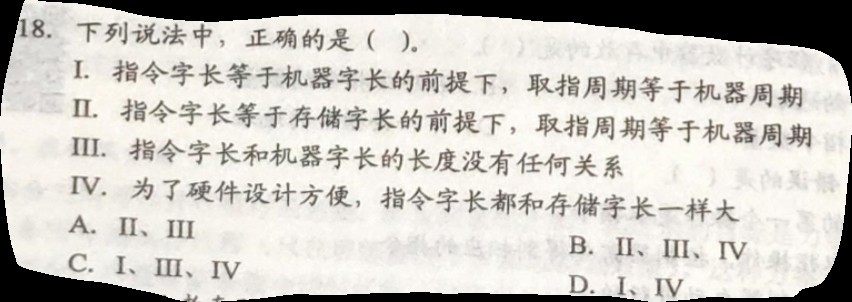 18. 下列说法中，正确的是（ ）。
I. 指令字长等于机器字长的前提下，取指周期等于机器周期
II. 指令字长等于存储字长的前提下，取指周期等于机器周期
III. 指令字长和机器字长的长度没有任何关系
IV. 为了硬件设计方便，指令字长都和存储字长一样大
A. II、III
B. II、III、IV
C. I、III、IV
D. I、IV